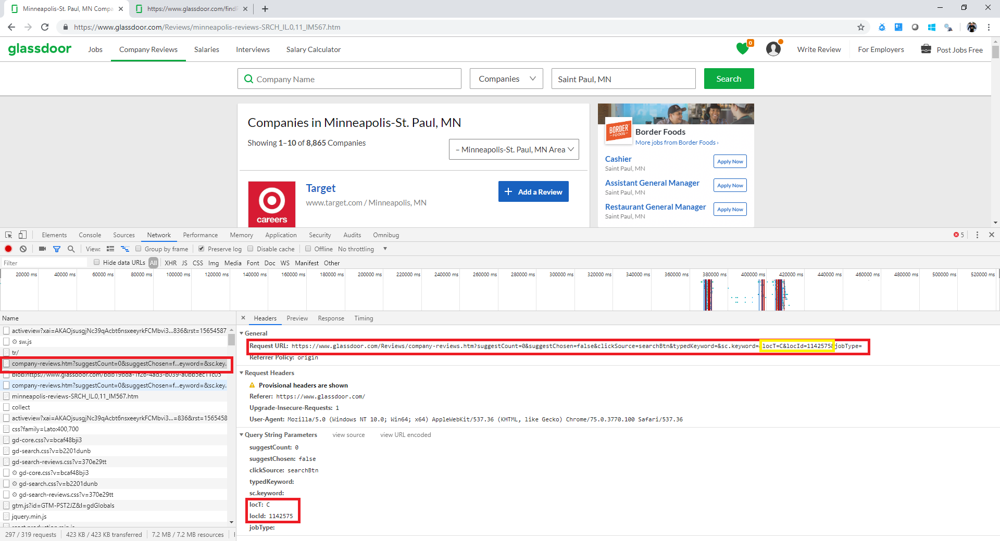 Minneapolis-St. Paul, MN Compa
https://www.glassdoor.com/find
https://www.glassdoor.com/Reviews/minneapolis-reviews-SRCH_IL.0,11_IM567.htm
glassdoor Jobs Company Reviews Salaries Interviews Salary Calculator 0 Write Review For Employers Post Jobs Free
Company Name Companies Saint Paul, MN Search
Companies in Minneapolis-St. Paul, MN
Showing 1–10 of 8,865 Companies
– Minneapolis-St. Paul, MN Area
Target
www.target.com / Minneapolis, MN
careers
Add a Review
BORDER
FOODS
Border Foods
More jobs from Border Foods ›
Cashier
Saint Paul, MN
Apply Now
Assistant General Manager
Saint Paul, MN
Apply Now
Restaurant General Manager
Saint Paul, MN
Apply Now
Elements Console Sources Network Performance Memory Application Security Audits Omnibug 5
View: Group by frame Preserve log Disable cache Offline No throttling
Filter Hide data URLs All XHR JS CSS Img Media Font Doc WS Manifest Other
20000 ms 40000 ms 60000 ms 80000 ms 100000 ms 120000 ms 140000 ms 160000 ms 180000 ms 200000 ms 220000 ms 240000 ms 260000 ms 280000 ms 300000 ms 320000 ms 340000 ms 360000 ms 380000 ms 400000 ms 420000 ms 440000 ms 460000 ms 480000 ms 500000 ms 520000 ms
Name
activeview?xai=AKAOjsusgjNc39qAcbt6nsxeeyrkFCMbvi3...836&rst=15654587
sw.js
tr/
company-reviews.htm?suggestCount=0&suggestChosen=f...eyword=&sc.key.
blob:https://www.glassdoor.com/bdb19bda-1f2b-4ad3-b039-a0bb5ec11c05
company-reviews.htm?suggestCount=0&suggestChosen=f...eyword=&sc.key.
minneapolis-reviews-SRCH_IL.0,11_IM567.htm
collect
activeview?xai=AKAOjsusgjNc39qAcbt6nsxeeyrkFCMbvi3...=836&rst=156545
css?family=Lato:400,700
gd-core.css?v=bcaf48bji3
gd-search.css?v=b2201dunb
gd-search-reviews.css?v=370e29tt
gd-core.css?v=bcaf48bji3
gd-search.css?v=b2201dunb
gd-search-reviews.css?v=370e29tt
gtm.js?id=GTM-PST2JZ&l=gdGlobals
jquery.min.js
297 / 319 requests 423 KB / 423 KB transferred 7.2 MB / 7.2 MB resources
Headers Preview Response Timing
General
Request URL: https://www.glassdoor.com/Reviews/company-reviews.htm?suggestCount=0&suggestChosen=false&clickSource=searchBtn&typedKeyword=&sc.keyword=&locT=C&locId=1142575&jobType=
Referrer Policy: origin
Request Headers
Provisional headers are shown
Referer: https://www.glassdoor.com/
Upgrade-Insecure-Requests: 1
User-Agent: Mozilla/5.0 (Windows NT 10.0; Win64; x64) AppleWebKit/537.36 (KHTML, like Gecko) Chrome/75.0.3770.100 Safari/537.36
Query String Parameters view source view URL encoded
suggestCount: 0
suggestChosen: false
clickSource: searchBtn
typedKeyword:
sc.keyword:
locT: C
locId: 1142575
jobType: